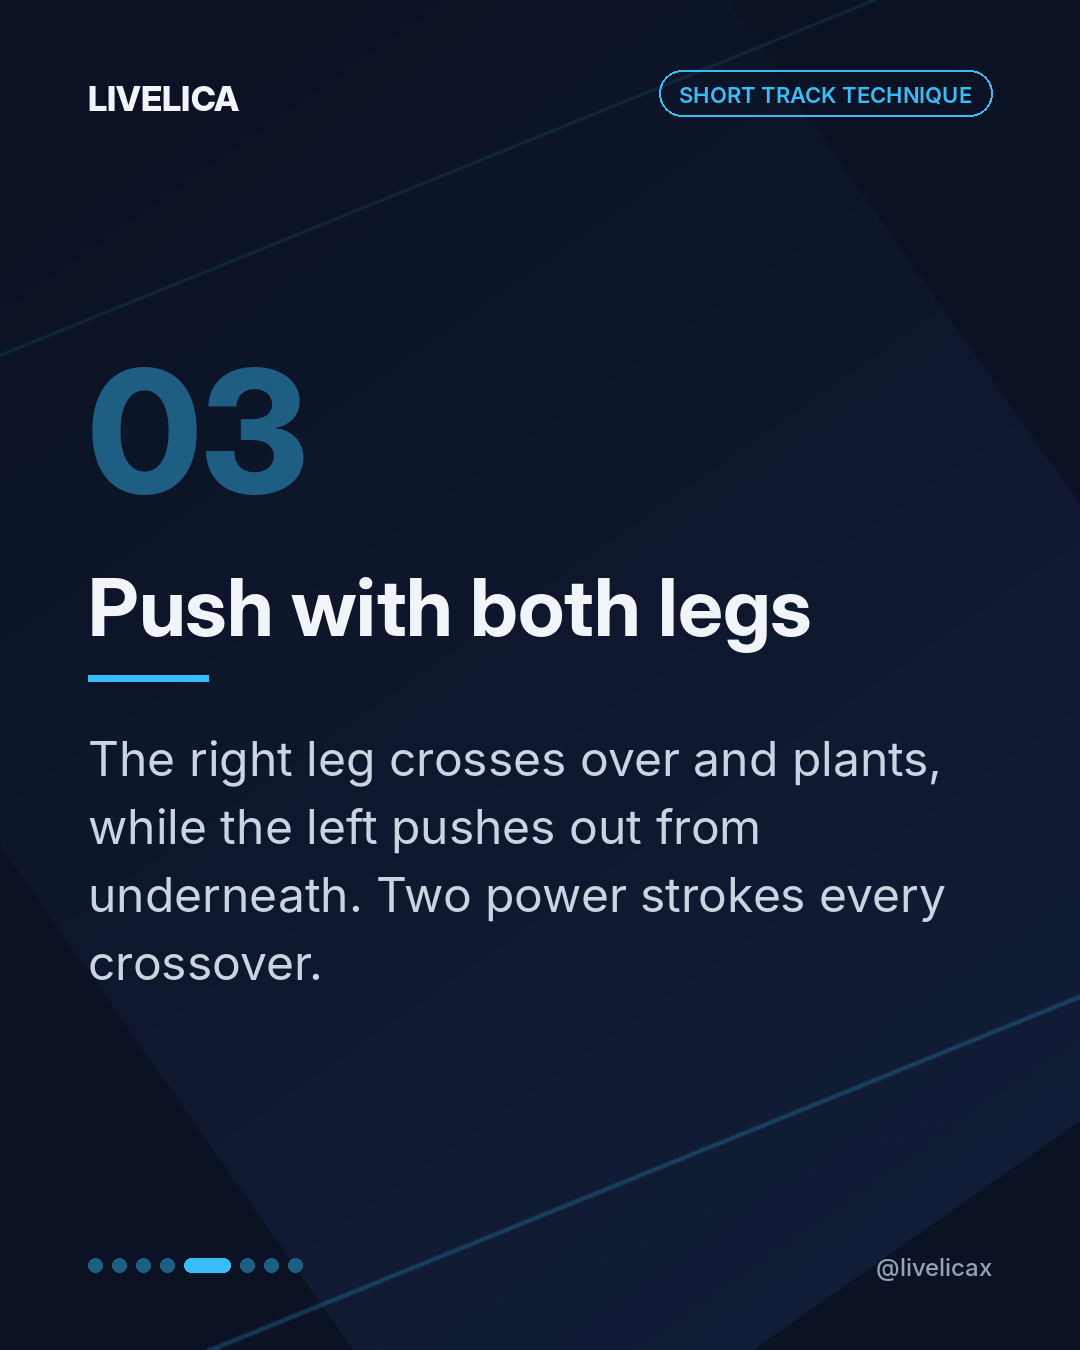 LIVELICA
SHORT TRACK TECHNIQUE
03
Push with both legs
The right leg crosses over and plants,
while the left pushes out from
underneath. Two power strokes every
crossover.
@livelicax